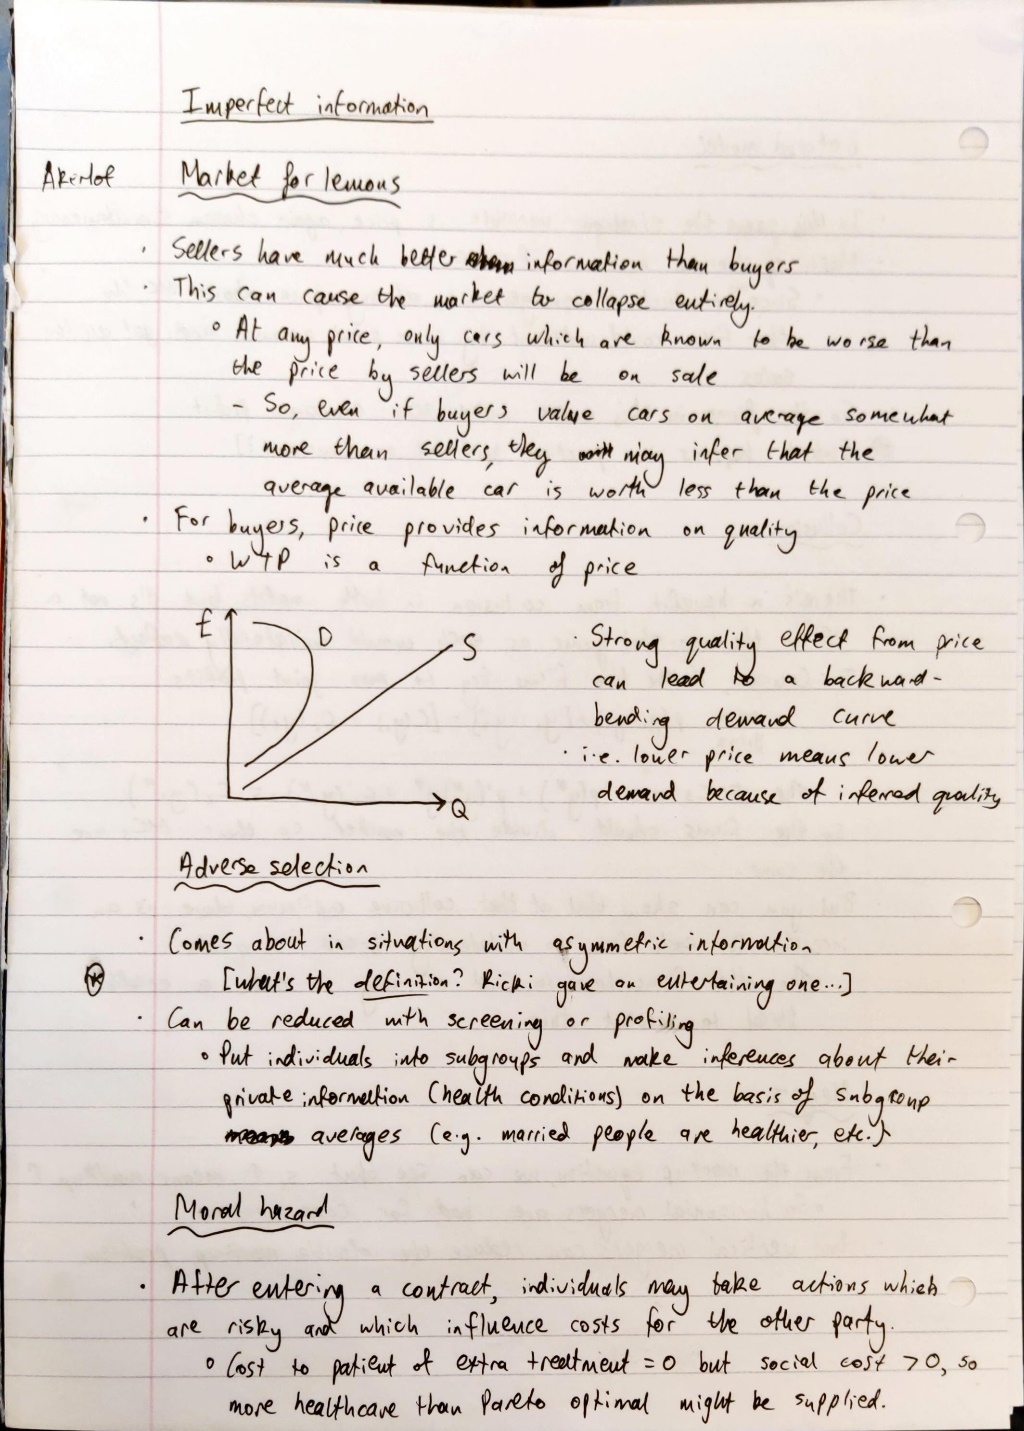 Imperfect information
Akerlof
Market for lemons
· Sellers have much better information than buyers
· This can cause the market to collapse entirely.
∘ At any price, only cars which are known to be worse than
the price by sellers will be on sale
- So, even if buyers value cars on average somewhat
more than sellers, they may infer that the
average available car is worth less than the price
· For buyers, price provides information on quality
∘ WTP is a function of price
£
D
S
Q
· Strong quality effect from price
can lead to a backward-
bending demand curve
· i.e. lower price means lower
demand because of inferred quality
Adverse selection
· Comes about in situations with asymmetric information
[what's the definition? Ricki gave an entertaining one...]
· Can be reduced with screening or profiling
∘ Put individuals into subgroups and make inferences about their
private information (health conditions) on the basis of subgroup
averages (e.g. married people are healthier, etc.)
Moral hazard
· After entering a contract, individuals may take actions which
are risky and which influence costs for the other party.
∘ Cost to patient of extra treatment = 0 but social cost > 0, so
more healthcare than Pareto optimal might be supplied.